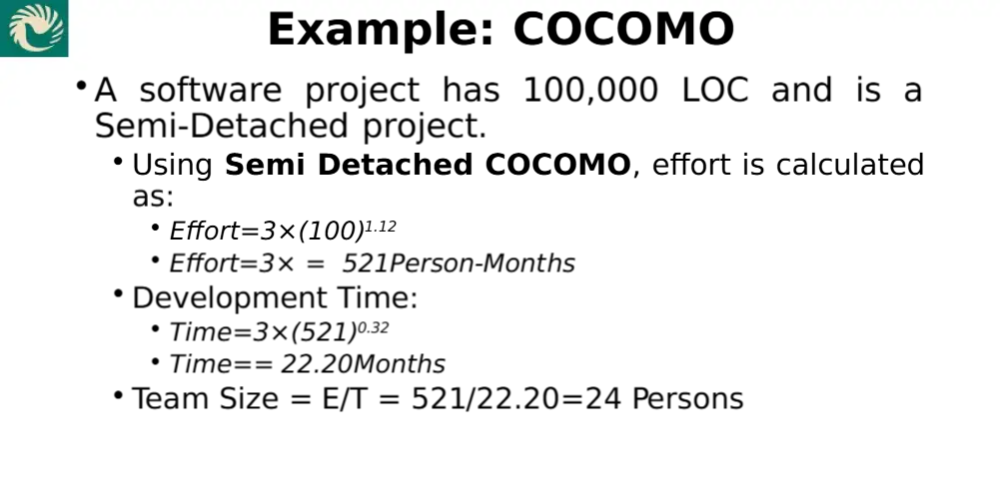 Example: COCOMO
•A software project has 100,000 LOC and is a
Semi-Detached project.
•Using Semi Detached COCOMO, effort is calculated
as:
•Effort=3×(100)^1.12
•Effort=3× = 521Person-Months
•Development Time:
•Time=3×(521)^0.32
•Time== 22.20Months
•Team Size = E/T = 521/22.20=24 Persons